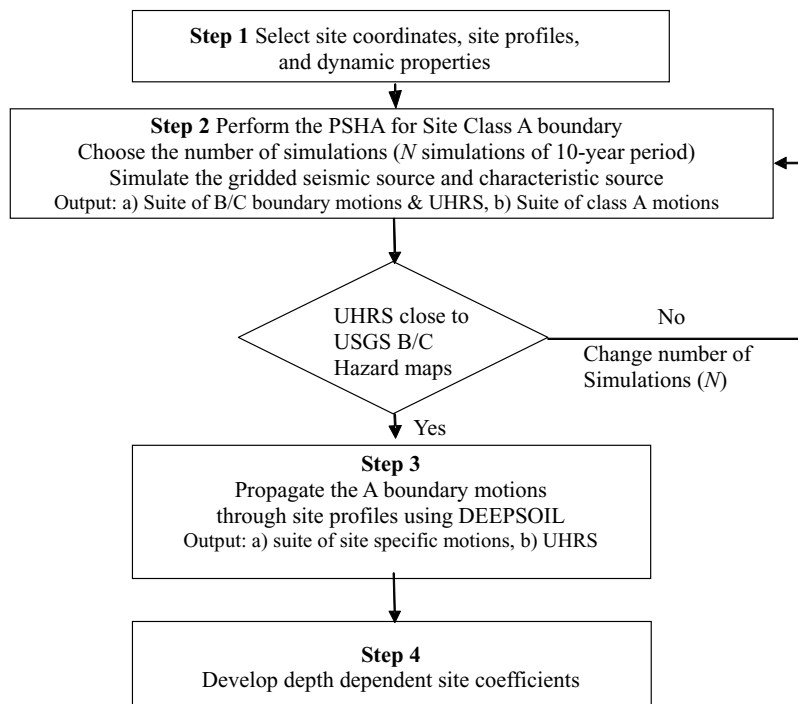 Step 1 Select site coordinates, site profiles,
and dynamic properties
Step 2 Perform the PSHA for Site Class A boundary
Choose the number of simulations (N simulations of 10-year period)
Simulate the gridded seismic source and characteristic source
Output: a) Suite of B/C boundary motions & UHRS, b) Suite of class A motions
UHRS close to
USGS B/C
Hazard maps
No
Change number of
Simulations (N)
Yes
Step 3
Propagate the A boundary motions
through site profiles using DEEPSOIL
Output: a) suite of site specific motions, b) UHRS
Step 4
Develop depth dependent site coefficients